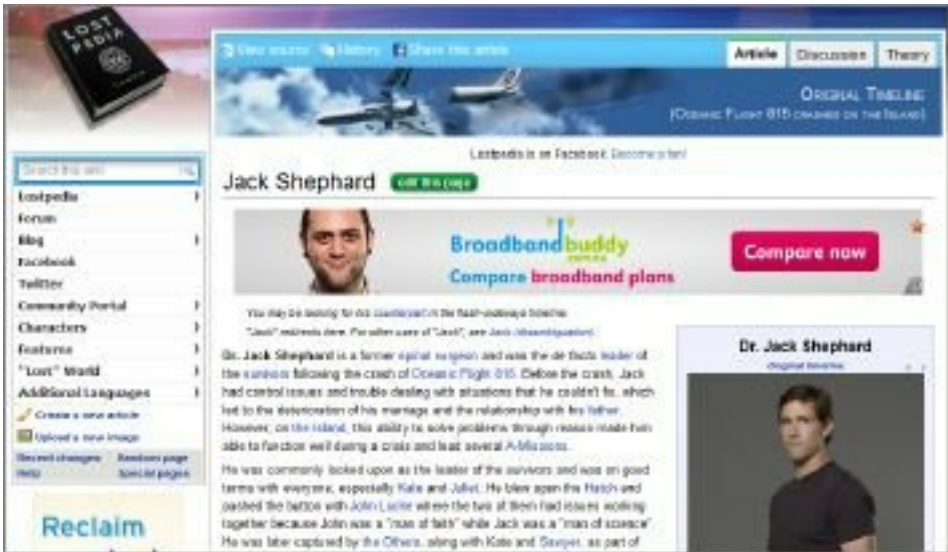 LOST
PEDIA
View source History Share this article
Article Discussion Theory
ORIGINAL TIMELINE
(OCEANIC FLIGHT 815 CRASHED ON THE ISLAND)
Lostpedia is on Facebook Become a fan!
Search this wiki
Jack Shephard edit this page
Lostpedia
Forum
Blog
Facebook
Twitter
Community Portal
Characters
Features
"Lost" World
Additional Languages
Create a new article
Upload a new image
Recent changes Random page
Help Special pages
Reclaim
Broadbandbuddy
Compare broadband plans
Compare now
You may be looking for his counterpart in the flash-sideways timeline.
"Jack" redirects here. For other uses of "Jack", see Jack (disambiguation).
Dr. Jack Shephard is a former spinal surgeon and was the de facto leader of
the survivors following the crash of Oceanic Flight 815. Before the crash, Jack
had control issues and trouble dealing with situations that he couldn't fix, which
led to the deterioration of his marriage and the relationship with his father.
However, on the Island, this ability to solve problems through reason made him
able to function well during a crisis and lead several A-Missions.
He was commonly looked upon as the leader of the survivors and was on good
terms with everyone, especially Kate and Juliet. He blew open the Hatch and
pushed the button with John Locke where the two of them had issues working
together because John was a "man of faith" while Jack was a "man of science".
He was later captured by the Others, along with Kate and Sawyer, as part of
Dr. Jack Shephard
Original timeline